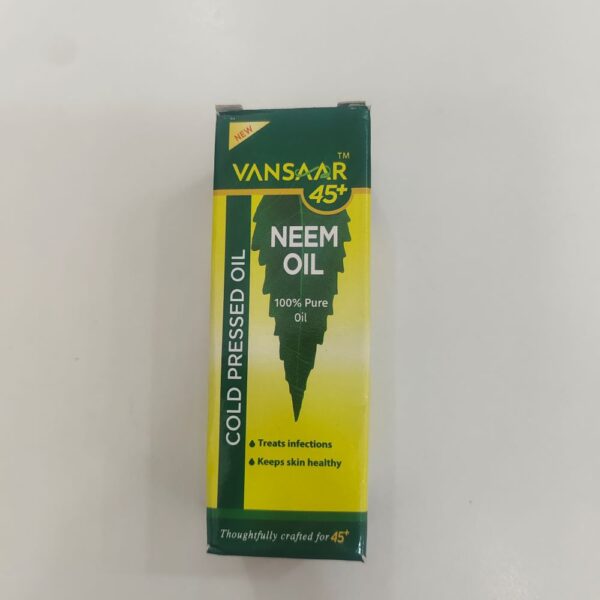 NEW
VANSAAR™
45+
NEEM
OIL
100% Pure
Oil
COLD PRESSED OIL
Treats infections
Keeps skin healthy
Thoughtfully crafted for 45+